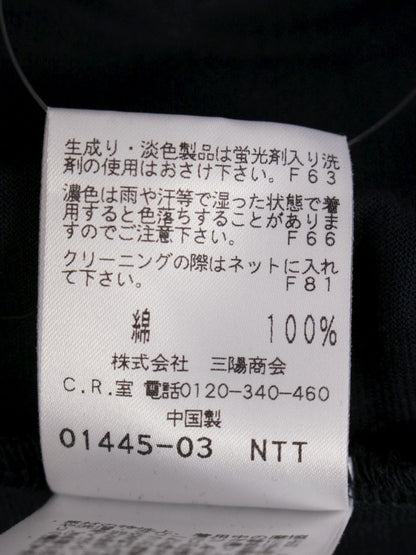 生成り・淡色製品は蛍光剤入り洗
剤の使用はおさけ下さい。F63
濃色は雨や汗等で湿った状態で着
用すると色落ちすることがありま
すのでご注意下さい。 F66
クリーニングの際はネットに入れ
て下さい。 F81
綿 100%
株式会社 三陽商会
C.R.室 電話0120-340-460
中国製
01445-03 NTT